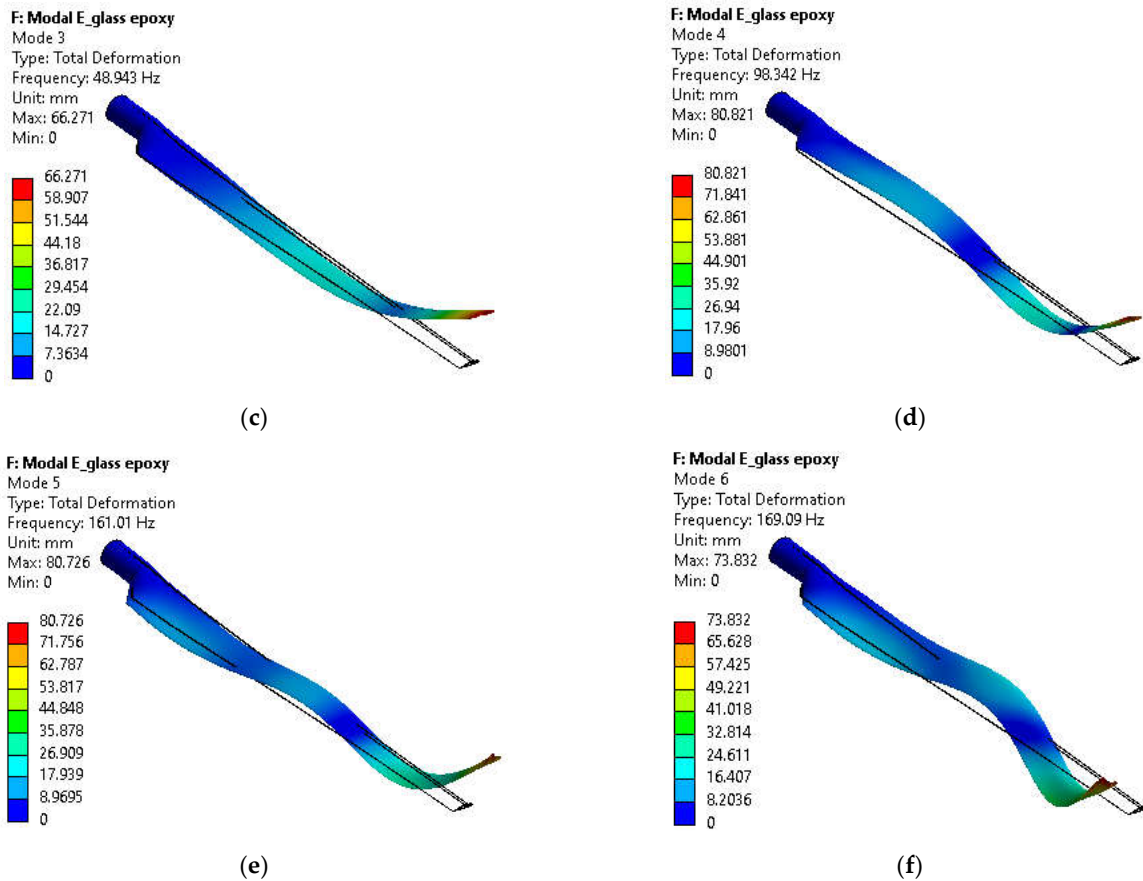 F: Modal E_glass epoxy
Mode 3
Type: Total Deformation
Frequency: 48.943 Hz
Unit: mm
Max: 66.271
Min: 0
66.271
58.907
51.544
44.18
36.817
29.454
22.09
14.727
7.3634
0
(c)
F: Modal E_glass epoxy
Mode 4
Type: Total Deformation
Frequency: 98.342 Hz
Unit: mm
Max: 80.821
Min: 0
80.821
71.841
62.861
53.881
44.901
35.92
26.94
17.96
8.9801
0
(d)
F: Modal E_glass epoxy
Mode 5
Type: Total Deformation
Frequency: 161.01 Hz
Unit: mm
Max: 80.726
Min: 0
80.726
71.756
62.787
53.817
44.848
35.878
26.909
17.939
8.9695
0
(e)
F: Modal E_glass epoxy
Mode 6
Type: Total Deformation
Frequency: 169.09 Hz
Unit: mm
Max: 73.832
Min: 0
73.832
65.628
57.425
49.221
41.018
32.814
24.611
16.407
8.2036
0
(f)